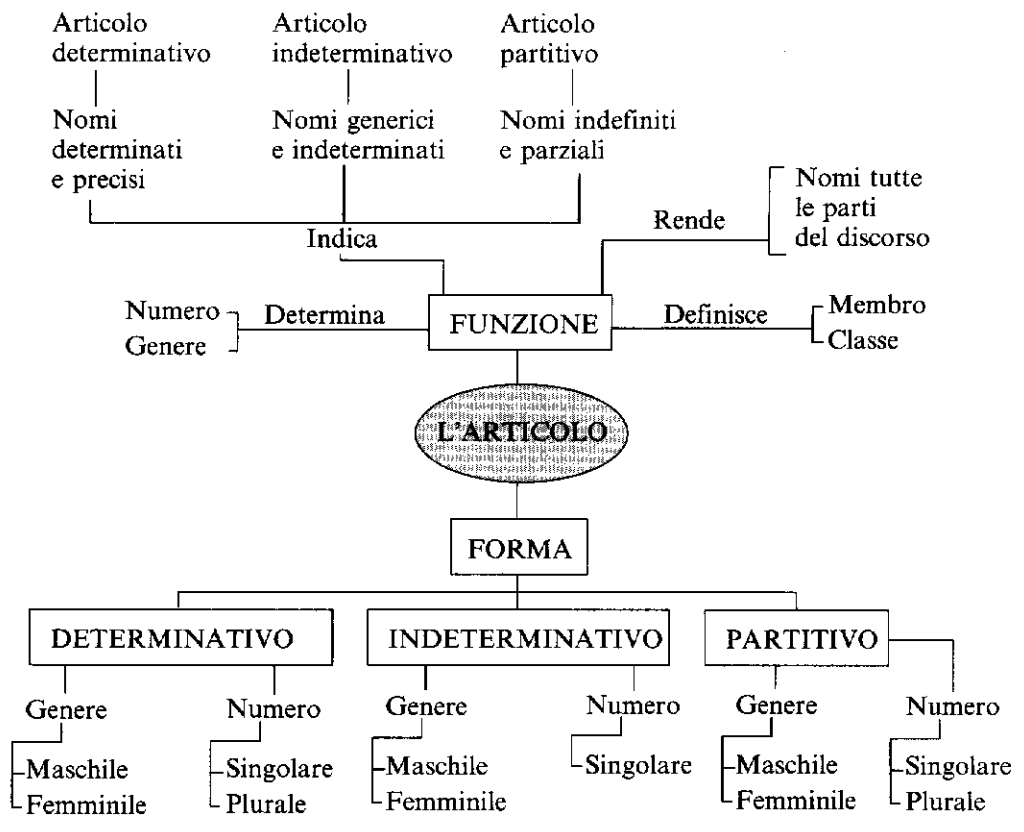 Articolo
determinativo
Articolo
indeterminativo
Articolo
partitivo
Nomi
determinati
e precisi
Nomi generici
e indeterminati
Nomi indefiniti
e parziali
Indica
Rende
Nomi tutte
le parti
del discorso
Numero
Genere
Determina
FUNZIONE
Definisce
Membro
Classe
L'ARTICOLO
FORMA
DETERMINATIVO
INDETERMINATIVO
PARTITIVO
Genere
Numero
Genere
Numero
Genere
Numero
Maschile
Femminile
Singolare
Plurale
Maschile
Femminile
Singolare
Maschile
Femminile
Singolare
Plurale